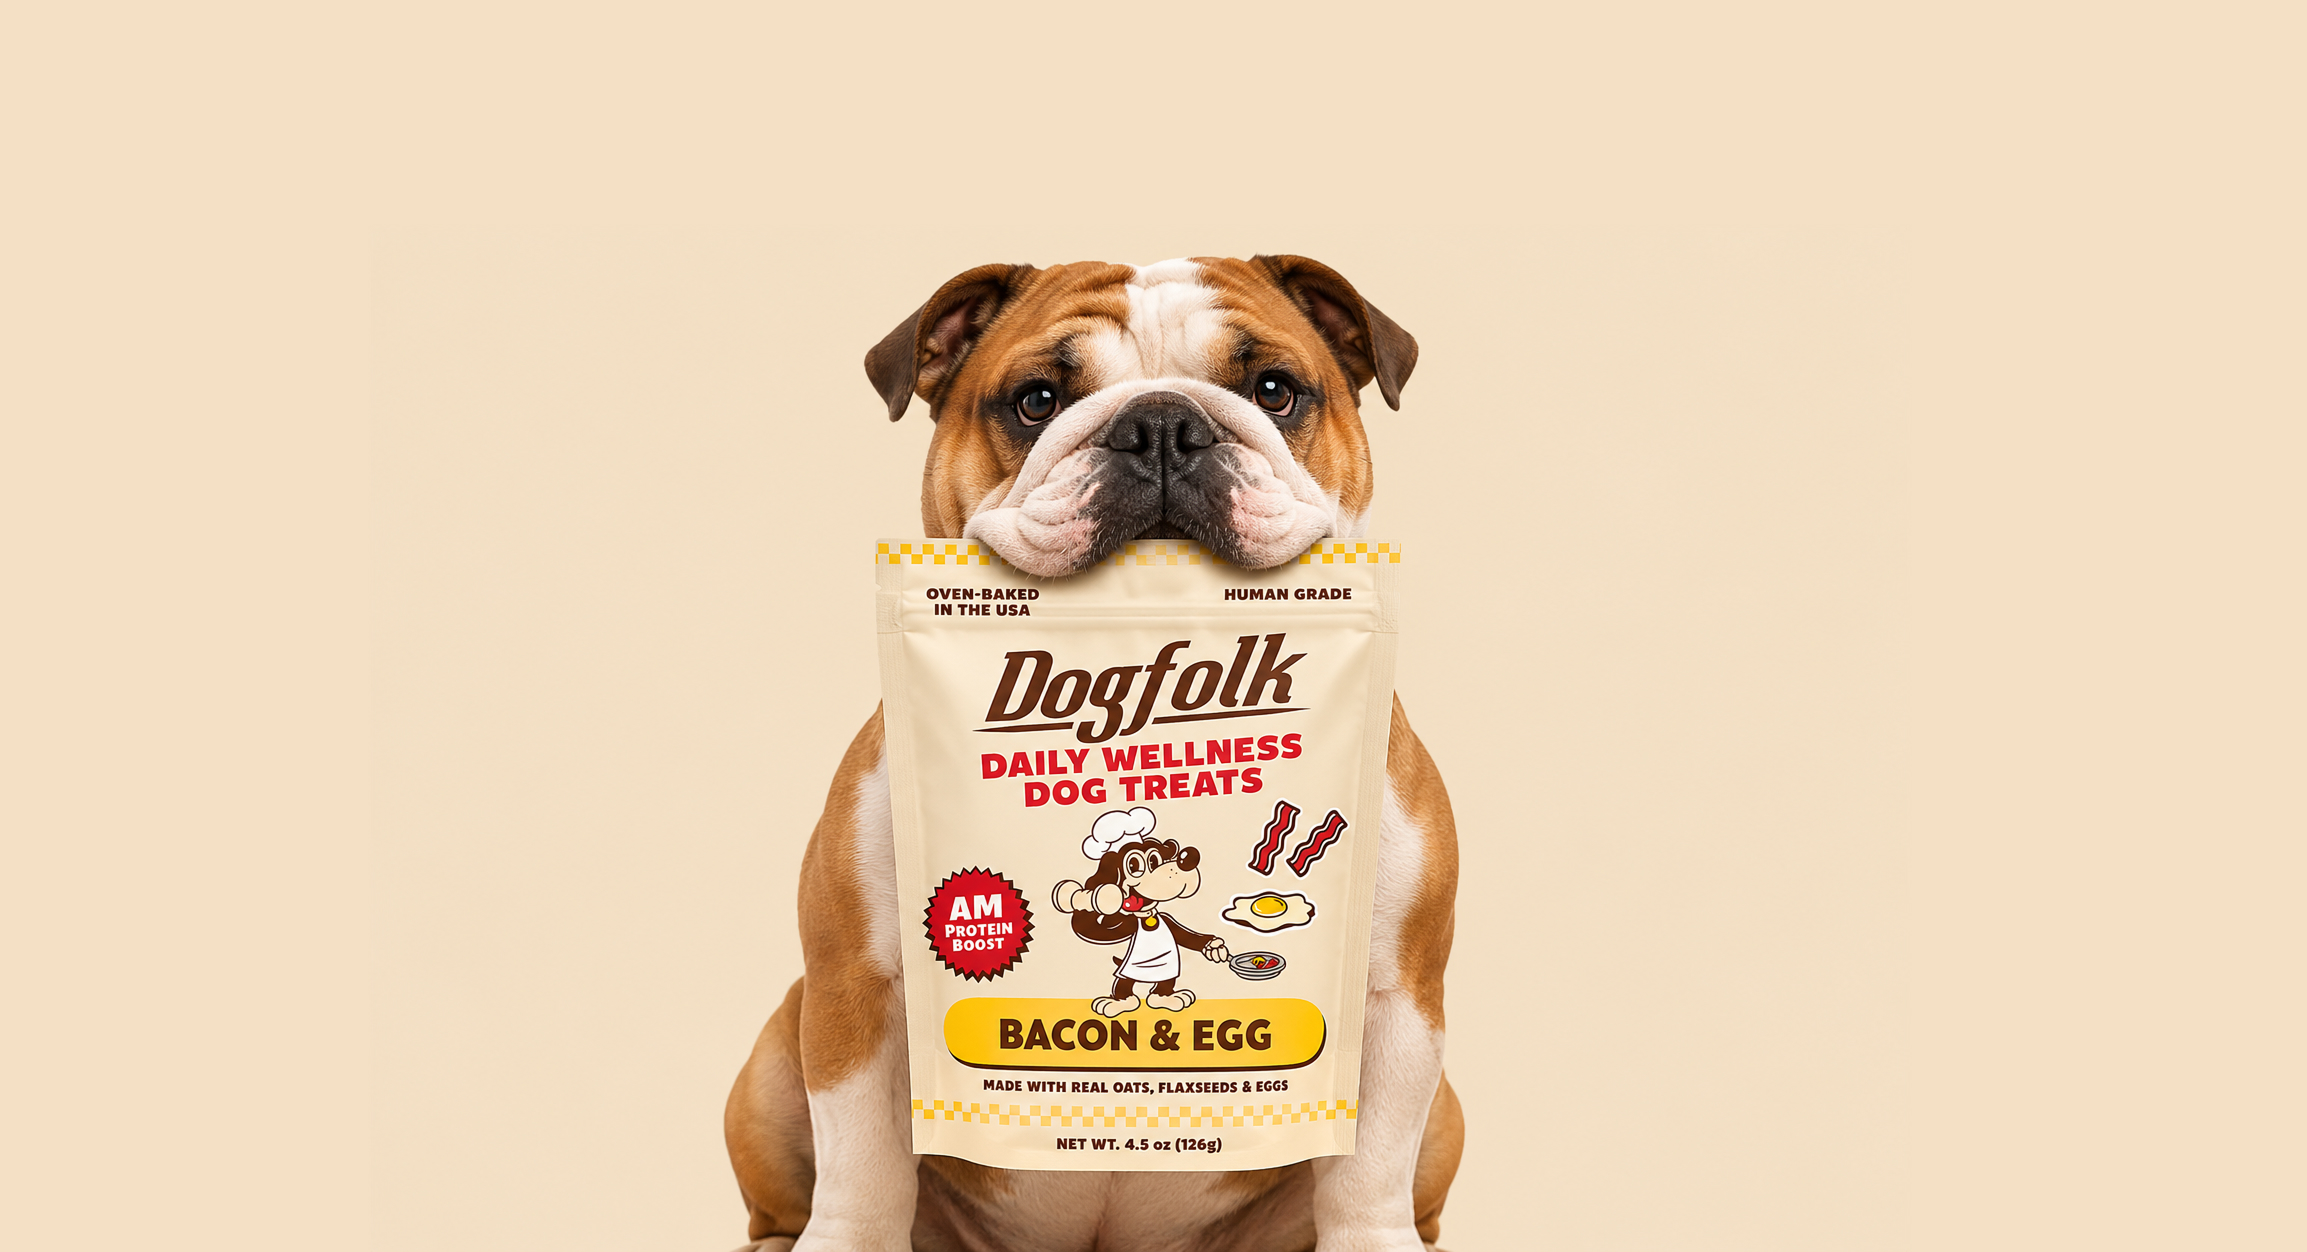 OVEN-BAKED
IN THE USA
HUMAN GRADE
Dogfolk
DAILY WELLNESS
DOG TREATS
AM
PROTEIN
BOOST
BACON & EGG
MADE WITH REAL OATS, FLAXSEEDS & EGGS
NET WT. 4.5 oz (126g)